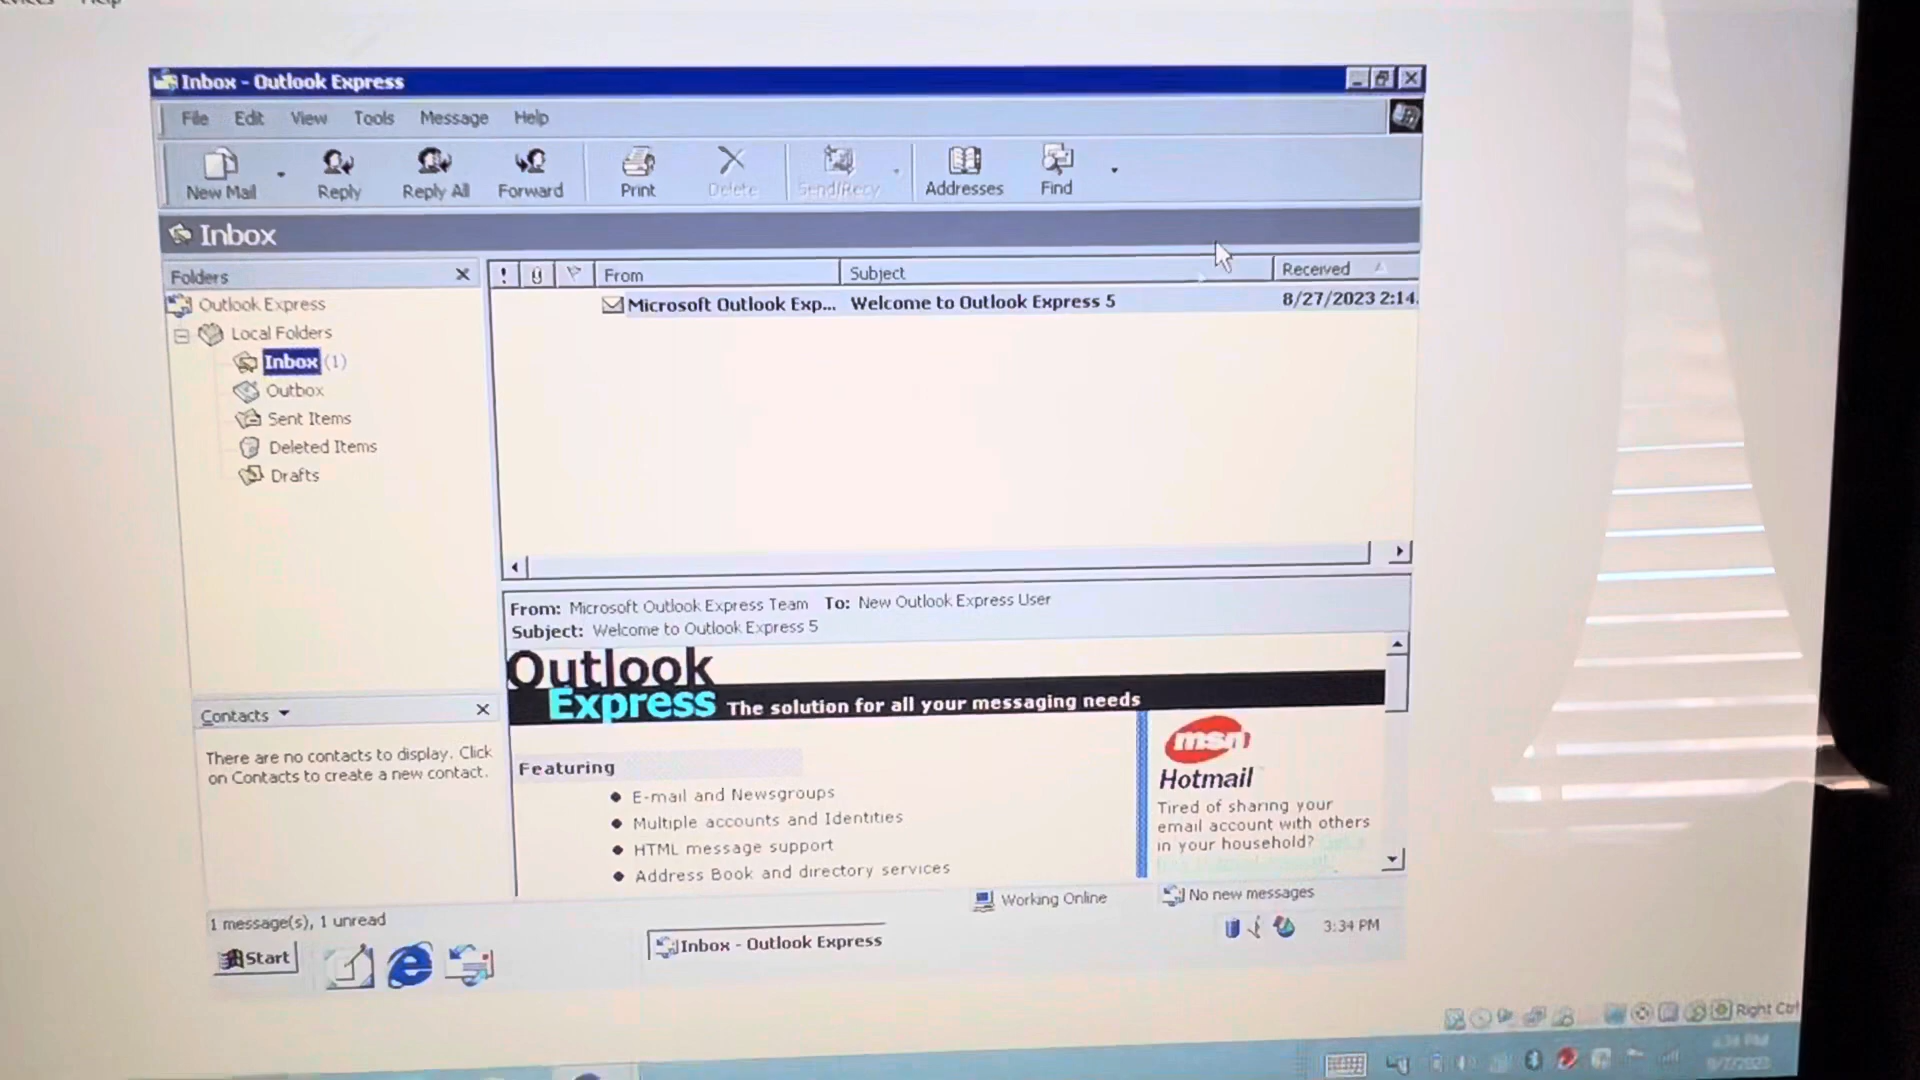 Help
Inbox - Outlook Express
File Edit View Tools Message Help
New Mail Reply Reply All Forward Print Delete Send/Recv Addresses Find
Inbox
Folders
! From Subject Received
Outlook Express
Microsoft Outlook Exp... Welcome to Outlook Express 5 8/27/2023 2:14
Local Folders
Inbox (1)
Outbox
Sent Items
Deleted Items
Drafts
From: Microsoft Outlook Express Team To: New Outlook Express User
Subject: Welcome to Outlook Express 5
Outlook
Express The solution for all your messaging needs
Contacts
There are no contacts to display. Click
on Contacts to create a new contact.
Featuring
E-mail and Newsgroups
Multiple accounts and Identities
HTML message support
Address Book and directory services
msn
Hotmail
Tired of sharing your
email account with others
in your household?
1 message(s), 1 unread
Working Online
No new messages
Start
Inbox - Outlook Express
3:34 PM
Right Ctrl